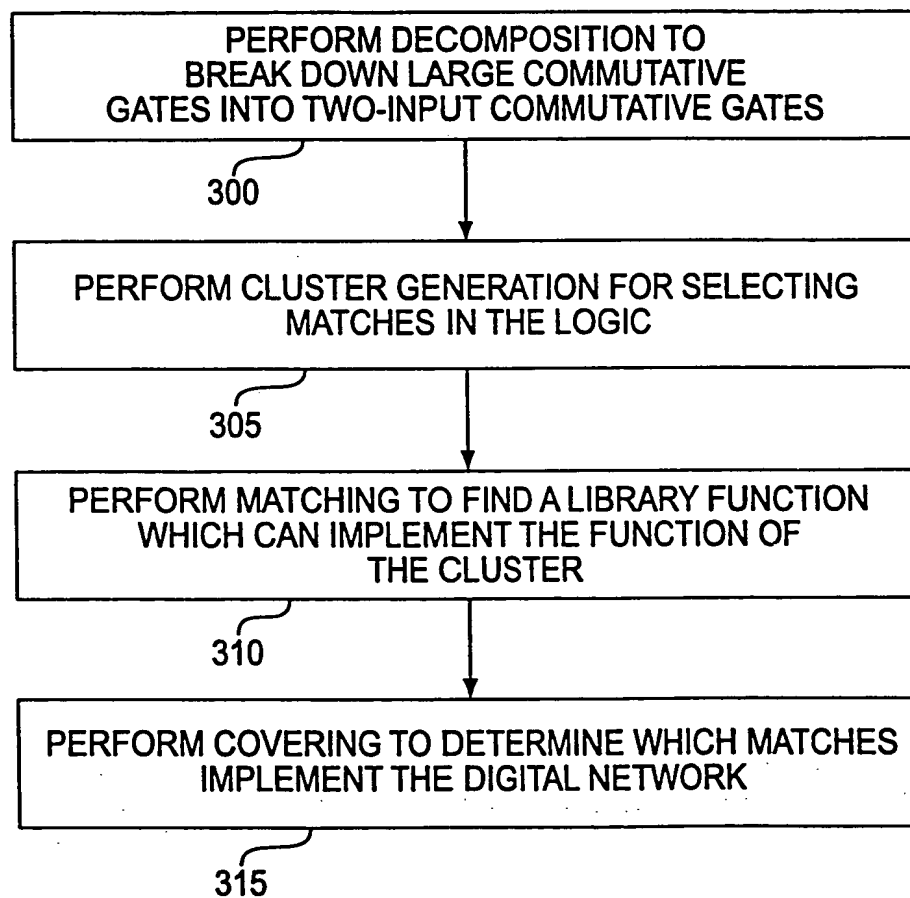 PERFORM DECOMPOSITION TO
BREAK DOWN LARGE COMMUTATIVE
GATES INTO TWO-INPUT COMMUTATIVE GATES
300
PERFORM CLUSTER GENERATION FOR SELECTING
MATCHES IN THE LOGIC
305
PERFORM MATCHING TO FIND A LIBRARY FUNCTION
WHICH CAN IMPLEMENT THE FUNCTION OF
THE CLUSTER
310
PERFORM COVERING TO DETERMINE WHICH MATCHES
IMPLEMENT THE DIGITAL NETWORK
315